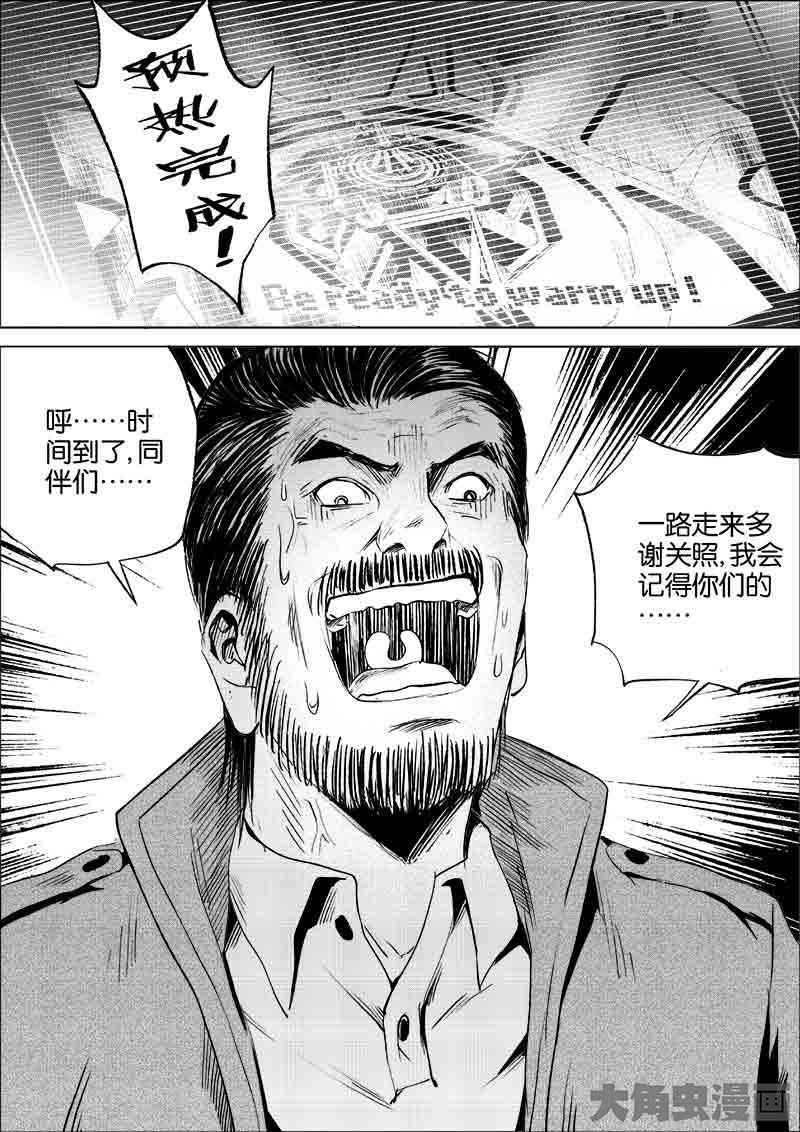 预热完成！
Be ready to warm up!
呼……时
间到了，同
伴们……
一路走来多
谢关照，我会
记得你们的
……
大角虫漫画